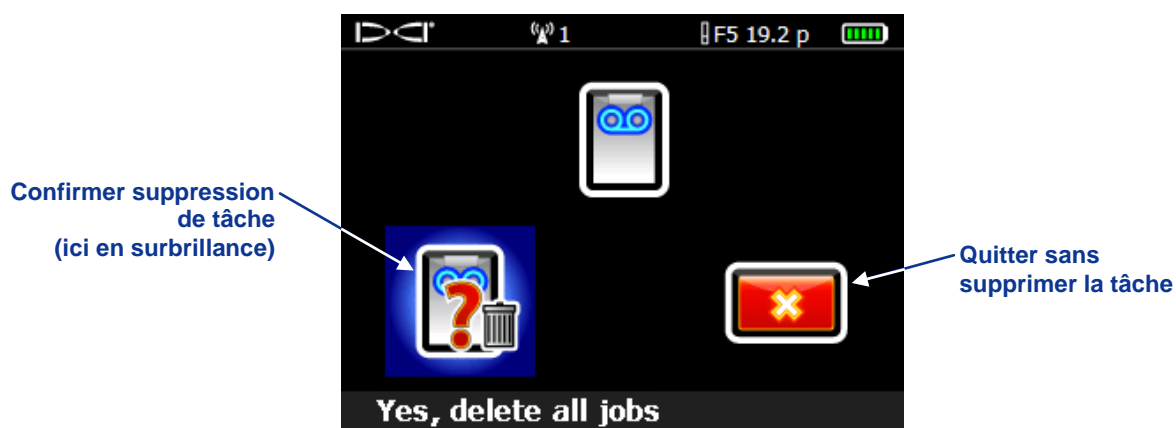 DCI
1
F5 19.2 p
Confirmer suppression
de tâche
(ici en surbrillance)
Quitter sans
supprimer la tâche
Yes, delete all jobs